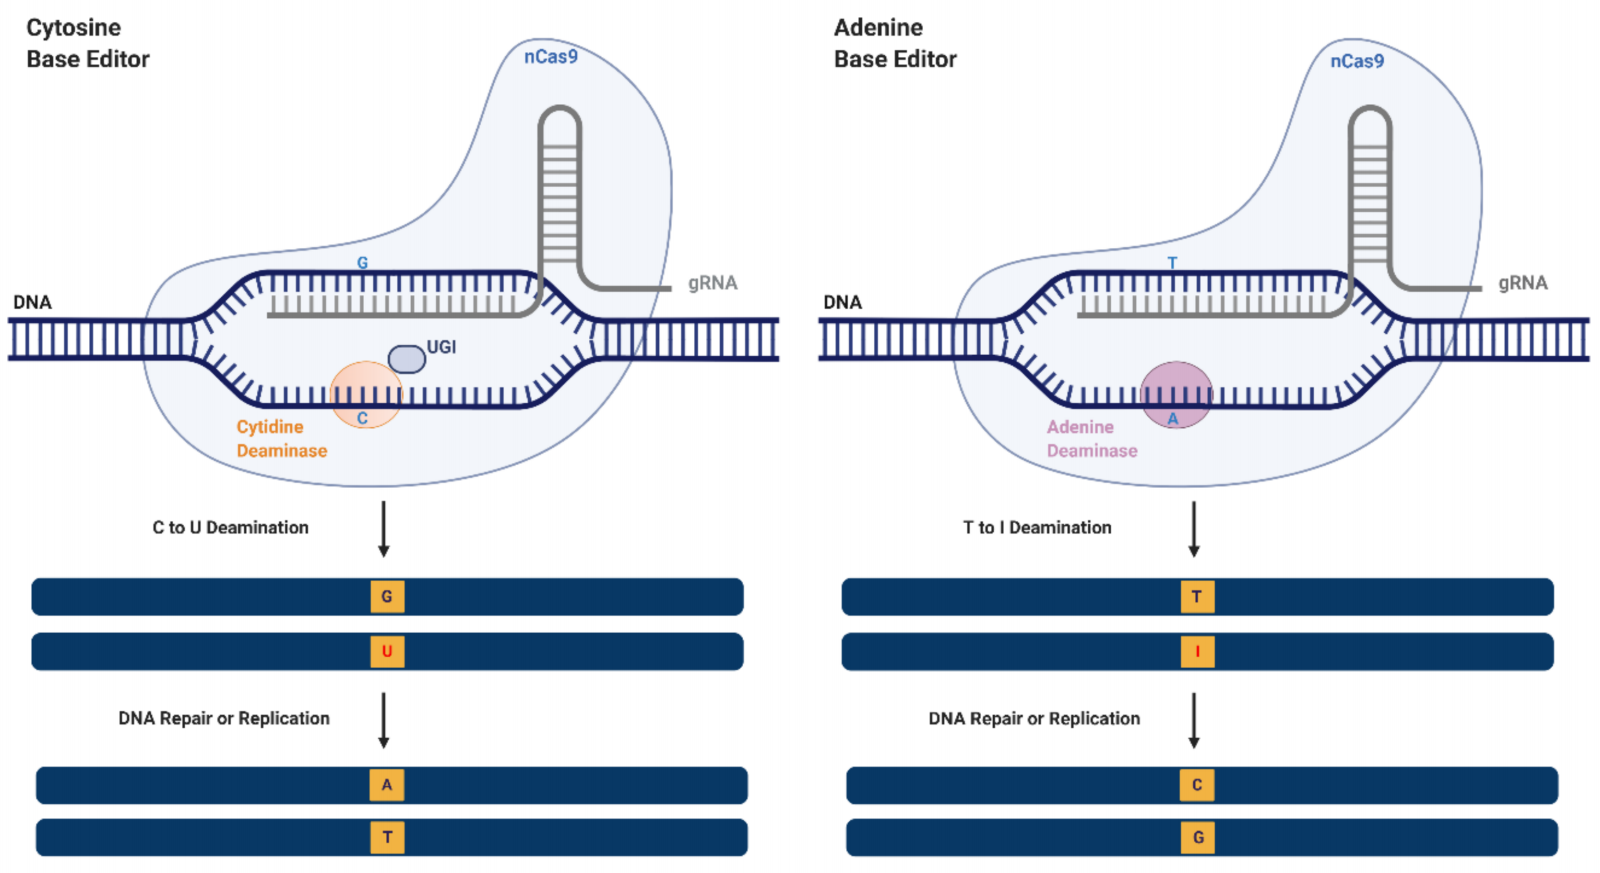 Cytosine
Base Editor
nCas9
G
DNA
gRNA
UGI
C
Cytidine
Deaminase
C to U Deamination
G
U
DNA Repair or Replication
A
T
Adenine
Base Editor
nCas9
T
DNA
gRNA
A
Adenine
Deaminase
T to I Deamination
T
I
DNA Repair or Replication
C
G